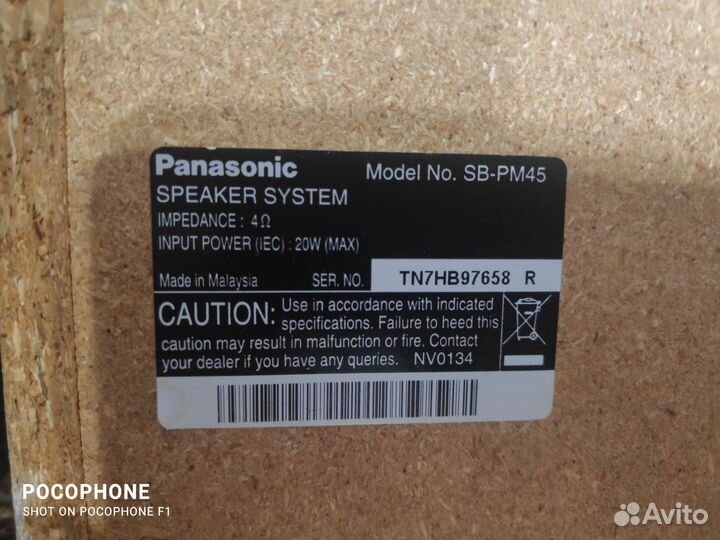 Panasonic Model No. SB-PM45
SPEAKER SYSTEM
IMPEDANCE : 4Ω
INPUT POWER (IEC) : 20W (MAX)
Made in Malaysia SER. NO. TN7HB97658 R
CAUTION: Use in accordance with indicated
specifications. Failure to heed this
caution may result in malfunction or fire. Contact
your dealer if you have any queries. NV0134
POCOPHONE
SHOT ON POCOPHONE F1
Avito